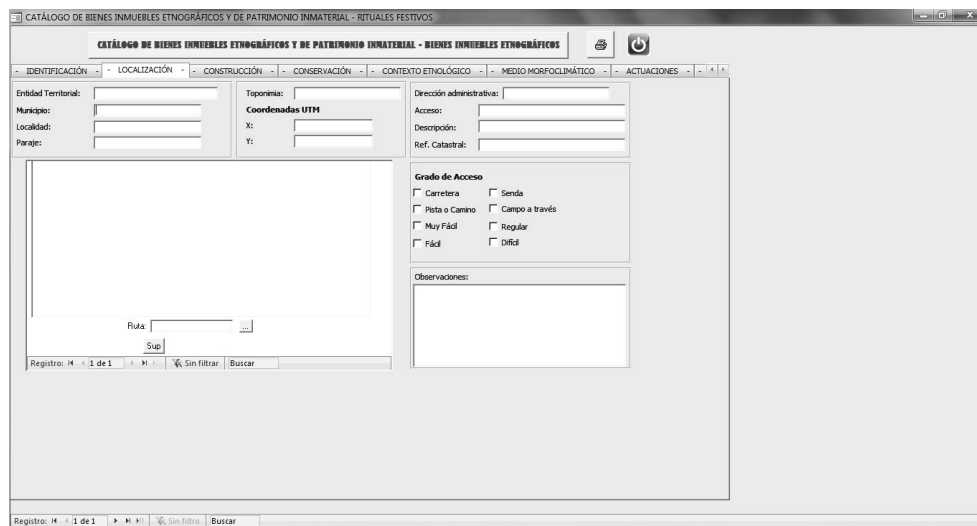 CATÁLOGO DE BIENES INMUEBLES ETNOGRÁFICOS Y DE PATRIMONIO INMATERIAL - RITUALES FESTIVOS
CATÁLOGO DE BIENES INMUEBLES ETNOGRÁFICOS Y DE PATRIMONIO INMATERIAL - BIENES INMUEBLES ETNOGRÁFICOS
- IDENTIFICACIÓN - - LOCALIZACIÓN - - CONSTRUCCIÓN - - CONSERVACIÓN - - CONTEXTO ETNOLÓGICO - - MEDIO MORFOCLIMÁTICO - - ACTUACIONES - -
Entidad Territorial:
Municipio:
Localidad:
Paraje:
Toponimia:
Coordenadas UTM
X:
Y:
Dirección administrativa:
Acceso:
Descripción:
Ref. Catastral:
Grado de Acceso
Carretera Senda
Pista o Camino Campo a través
Muy Fácil Regular
Fácil Difícil
Observaciones:
Ruta: ...
Sup
Registro: 1 de 1 Sin filtrar Buscar
Registro: 1 de 1 Sin filtro Buscar